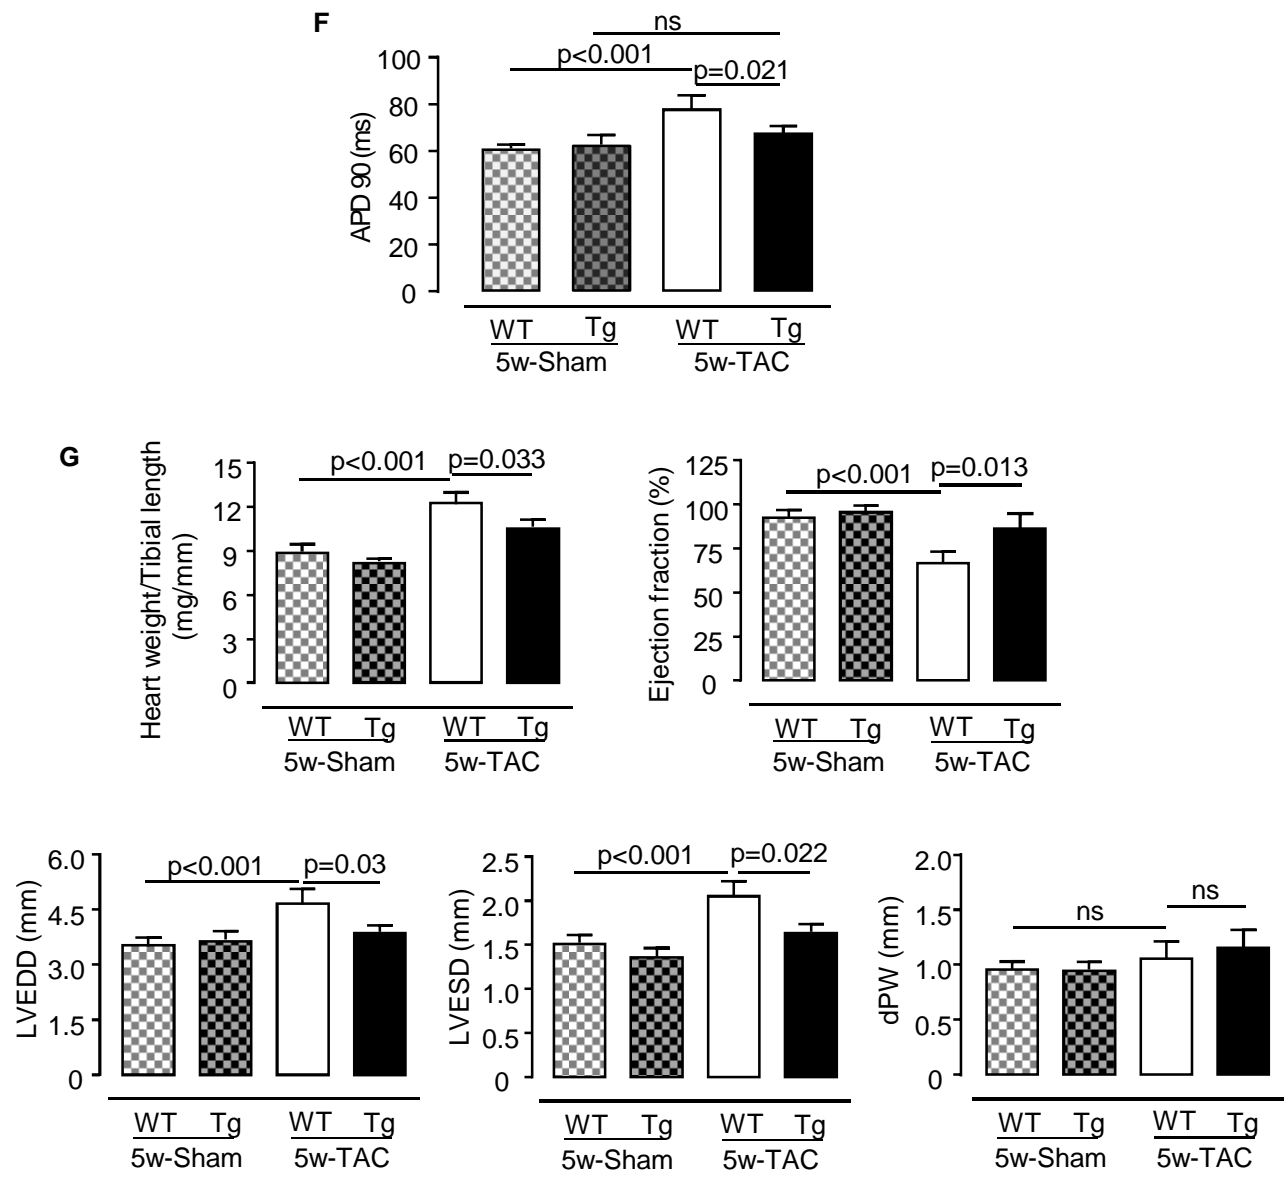 F
ns
p<0.001
p=0.021
APD 90 (ms)
100
80
60
40
20
0
WT Tg WT Tg
5w-Sham 5w-TAC
G
Heart weight/Tibial length
(mg/mm)
p<0.001 p=0.033
15
12
9
6
3
0
WT Tg WT Tg
5w-Sham 5w-TAC
Ejection fraction (%)
p<0.001 p=0.013
125
100
75
50
25
0
WT Tg WT Tg
5w-Sham 5w-TAC
LVEDD (mm)
p<0.001 p=0.03
6.0
4.5
3.0
1.5
0
WT Tg WT Tg
5w-Sham 5w-TAC
LVESD (mm)
p<0.001 p=0.022
2.5
2.0
1.5
1.0
0.5
0
WT Tg WT Tg
5w-Sham 5w-TAC
dPW (mm)
ns ns
2.0
1.5
1.0
0.5
0
WT Tg WT Tg
5w-Sham 5w-TAC